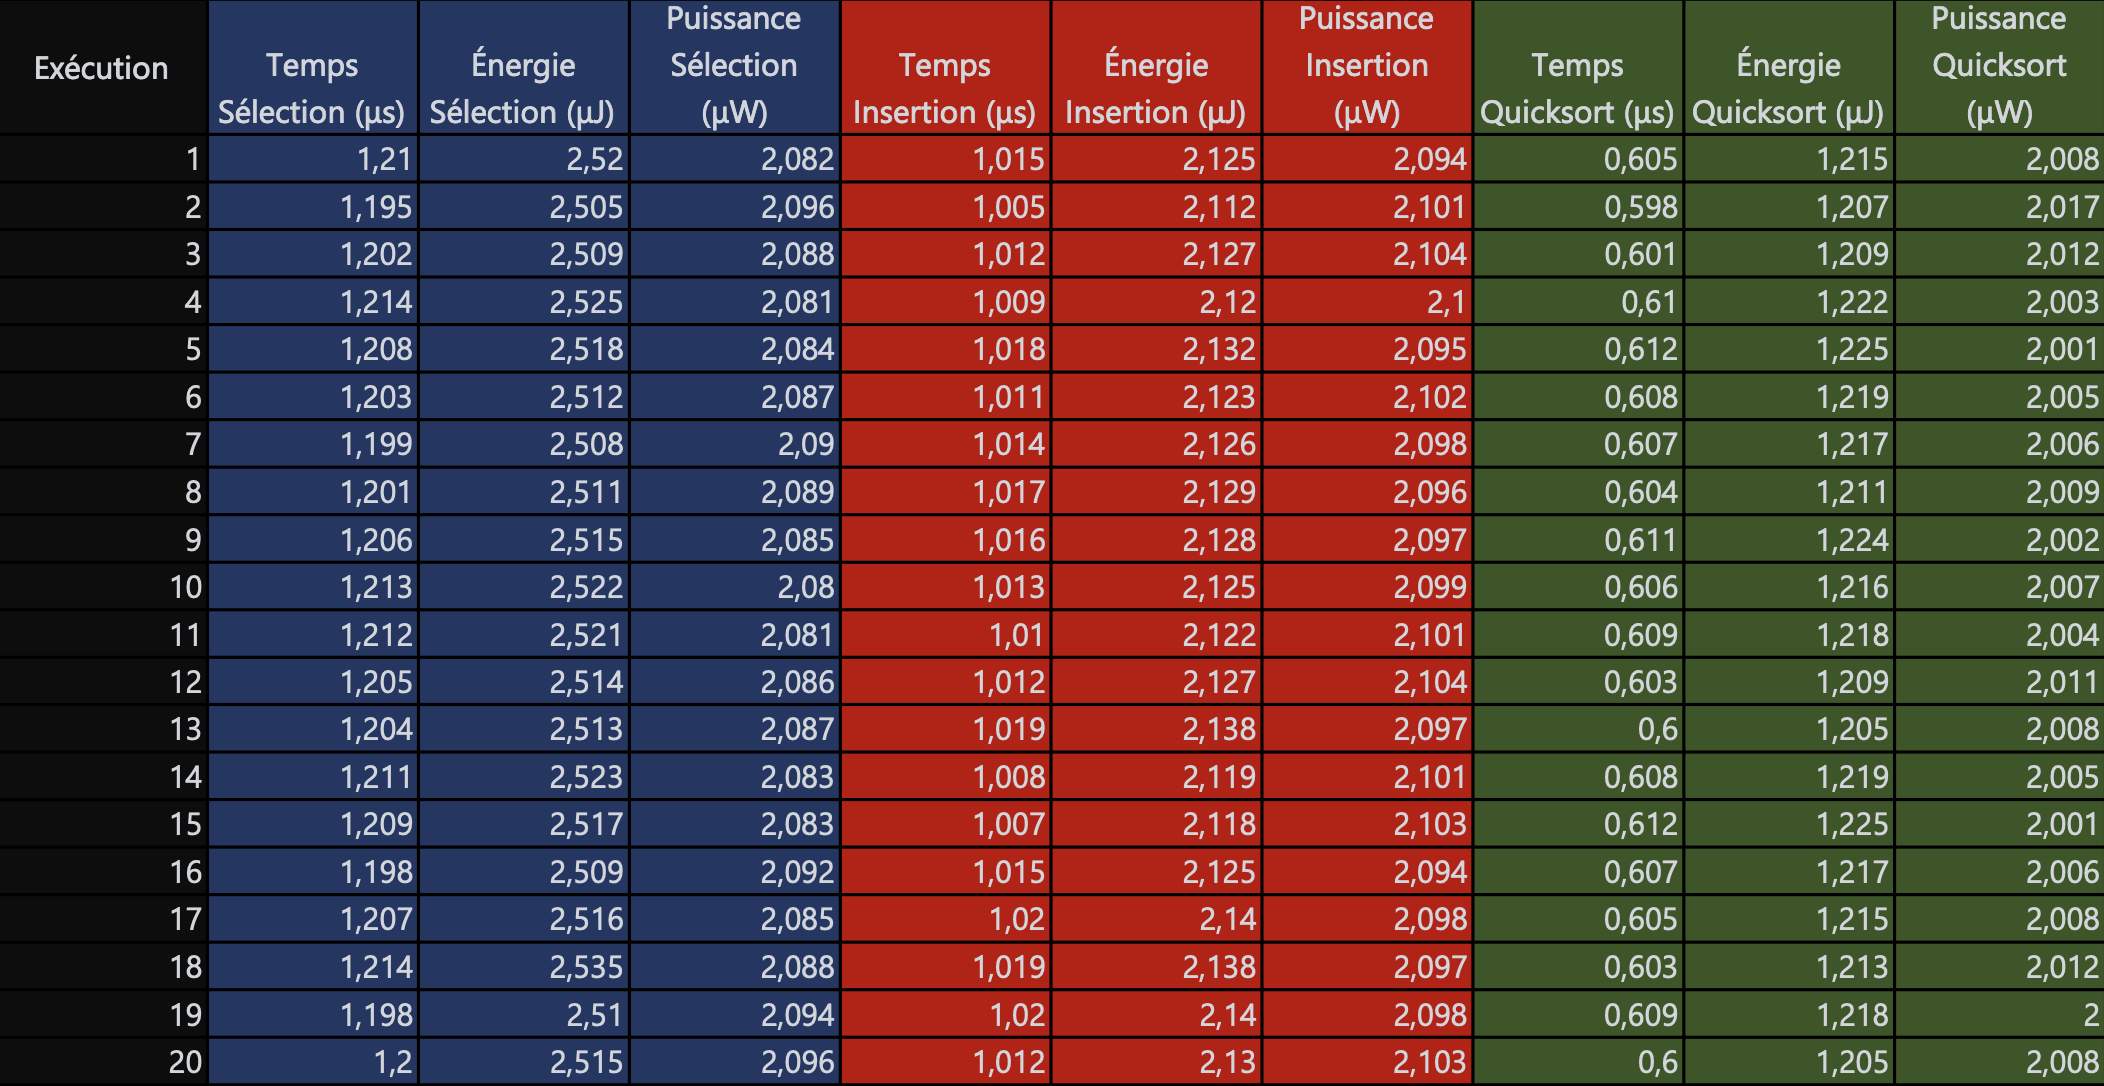 Exécution Temps Sélection (µs) Énergie Sélection (µJ) Puissance Sélection (µW) Temps Insertion (µs) Énergie Insertion (µJ) Puissance Insertion (µW) Temps Quicksort (µs) Énergie Quicksort (µJ) Puissance Quicksort (µW)
1 1,21 2,52 2,082 1,015 2,125 2,094 0,605 1,215 2,008
2 1,195 2,505 2,096 1,005 2,112 2,101 0,598 1,207 2,017
3 1,202 2,509 2,088 1,012 2,127 2,104 0,601 1,209 2,012
4 1,214 2,525 2,081 1,009 2,12 2,1 0,61 1,222 2,003
5 1,208 2,518 2,084 1,018 2,132 2,095 0,612 1,225 2,001
6 1,203 2,512 2,087 1,011 2,123 2,102 0,608 1,219 2,005
7 1,199 2,508 2,09 1,014 2,126 2,098 0,607 1,217 2,006
8 1,201 2,511 2,089 1,017 2,129 2,096 0,604 1,211 2,009
9 1,206 2,515 2,085 1,016 2,128 2,097 0,611 1,224 2,002
10 1,213 2,522 2,08 1,013 2,125 2,099 0,606 1,216 2,007
11 1,212 2,521 2,081 1,01 2,122 2,101 0,609 1,218 2,004
12 1,205 2,514 2,086 1,012 2,127 2,104 0,603 1,209 2,011
13 1,204 2,513 2,087 1,019 2,138 2,097 0,6 1,205 2,008
14 1,211 2,523 2,083 1,008 2,119 2,101 0,608 1,219 2,005
15 1,209 2,517 2,083 1,007 2,118 2,103 0,612 1,225 2,001
16 1,198 2,509 2,092 1,015 2,125 2,094 0,607 1,217 2,006
17 1,207 2,516 2,085 1,02 2,14 2,098 0,605 1,215 2,008
18 1,214 2,535 2,088 1,019 2,138 2,097 0,603 1,213 2,012
19 1,198 2,51 2,094 1,02 2,14 2,098 0,609 1,218 2
20 1,2 2,515 2,096 1,012 2,13 2,103 0,6 1,205 2,008